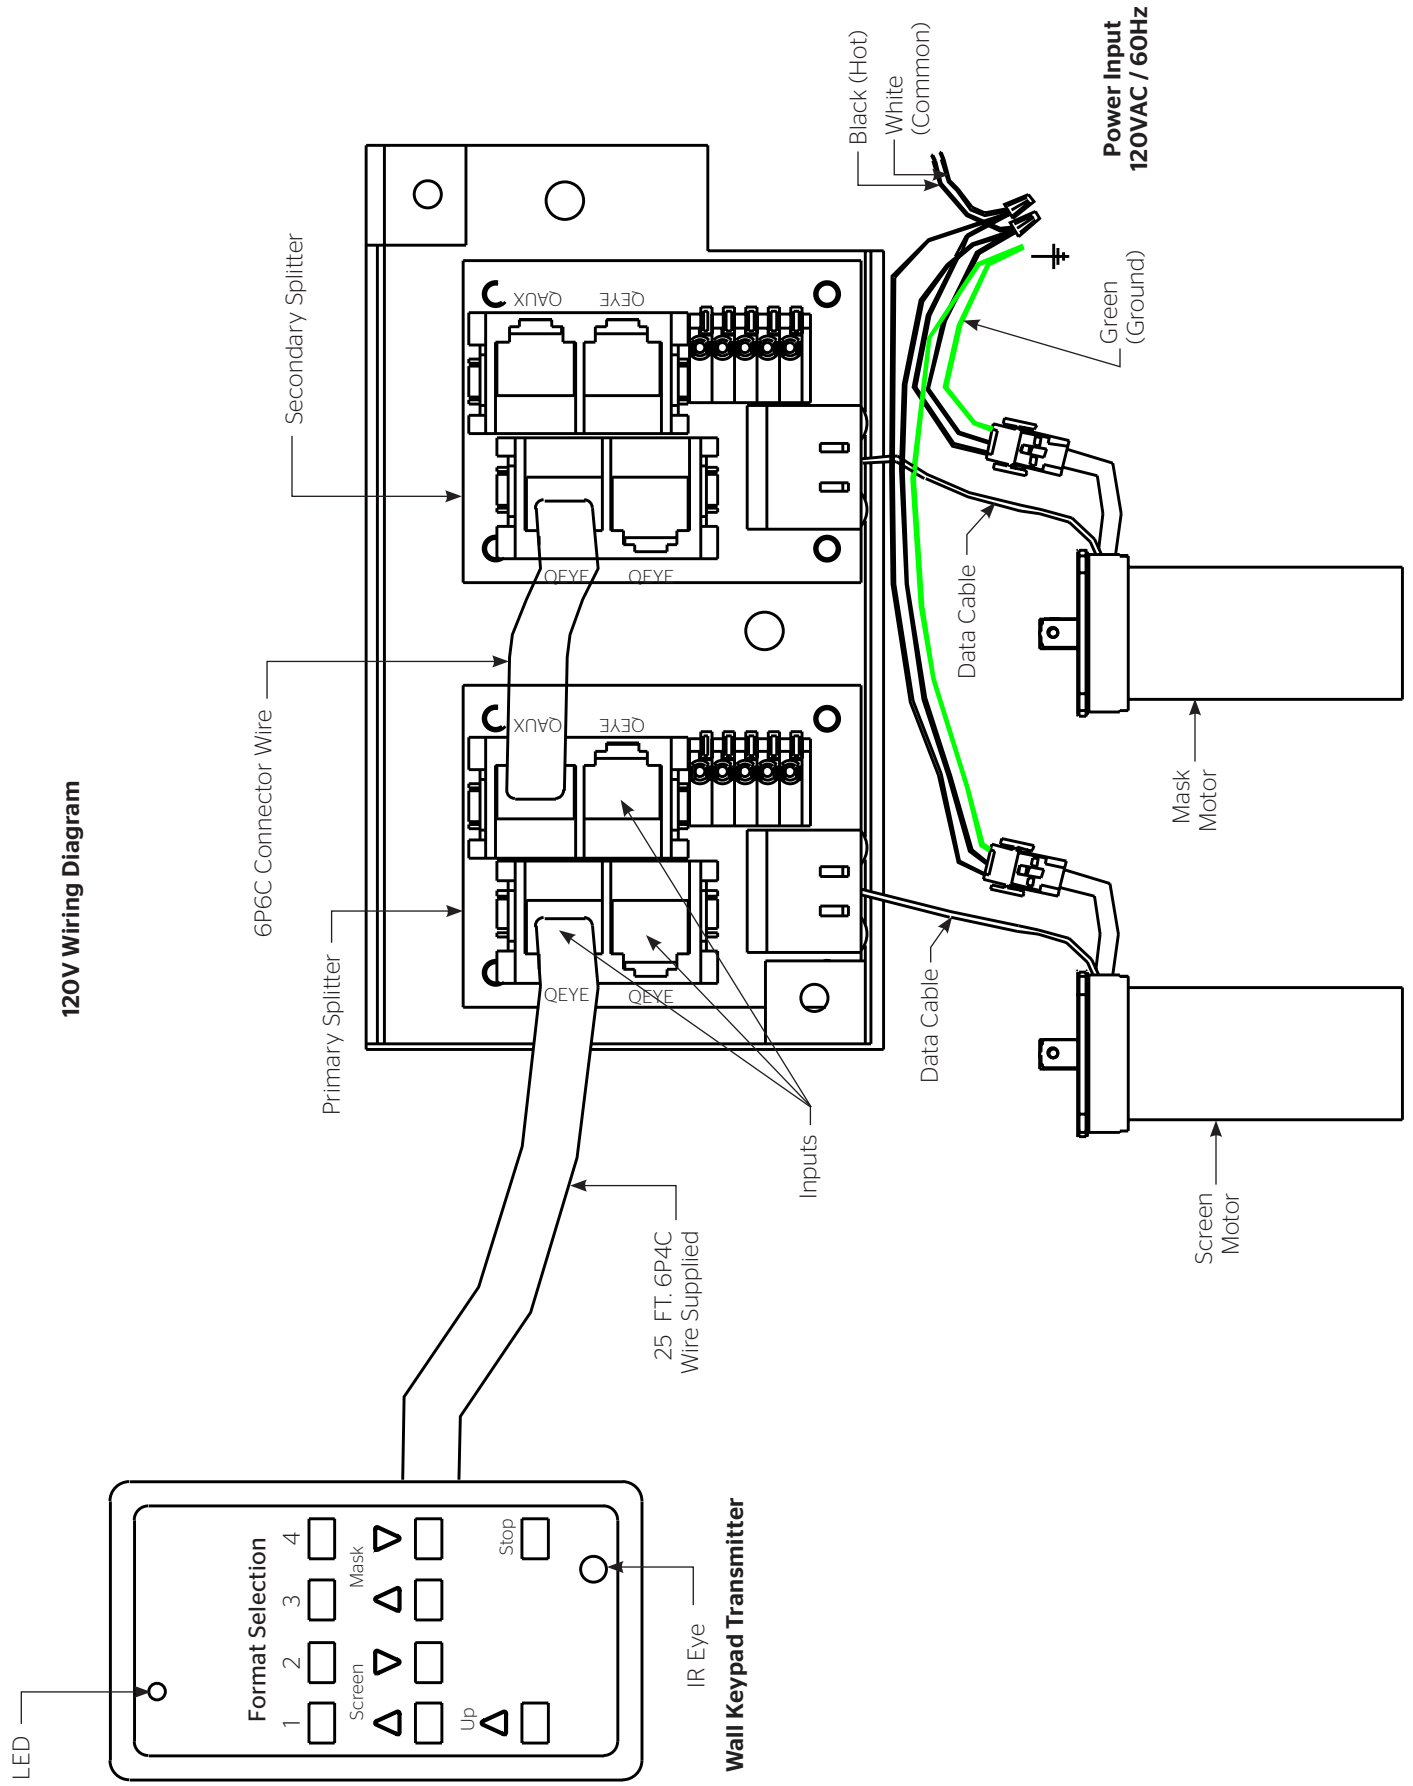 120V Wiring Diagram
LED
Format Selection
1
2
3
4
Screen
Mask
Up
Stop
IR Eye
Wall Keypad Transmitter
25 FT. 6P4C
Wire Supplied
Primary Splitter
6P6C Connector Wire
Secondary Splitter
QEYE
QEYE
QAUX
QEYE
QEYE
QEYE
QAUX
QEYE
Inputs
Data Cable
Data Cable
Screen
Motor
Mask
Motor
Black (Hot)
White
(Common)
Green
(Ground)
Power Input
120VAC / 60Hz